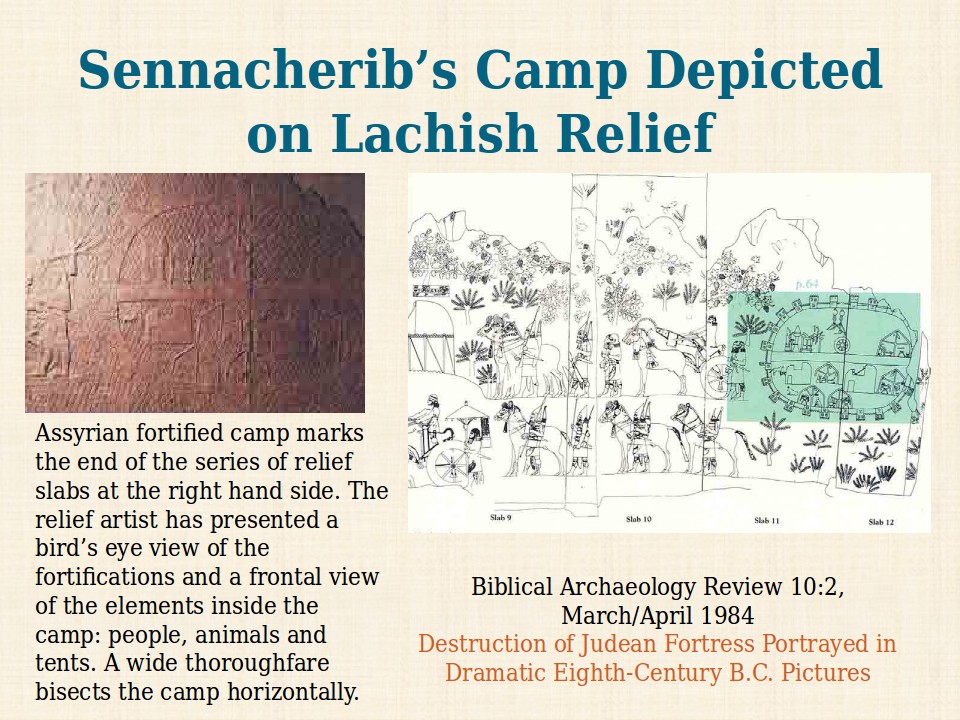 Sennacherib’s Camp Depicted
on Lachish Relief
p.64
Slab 9
Slab 10
Slab 11
Slab 12
Assyrian fortified camp marks
the end of the series of relief
slabs at the right hand side. The
relief artist has presented a
bird’s eye view of the
fortifications and a frontal view
of the elements inside the
camp: people, animals and
tents. A wide thoroughfare
bisects the camp horizontally.
Biblical Archaeology Review 10:2,
March/April 1984
Destruction of Judean Fortress Portrayed in
Dramatic Eighth-Century B.C. Pictures